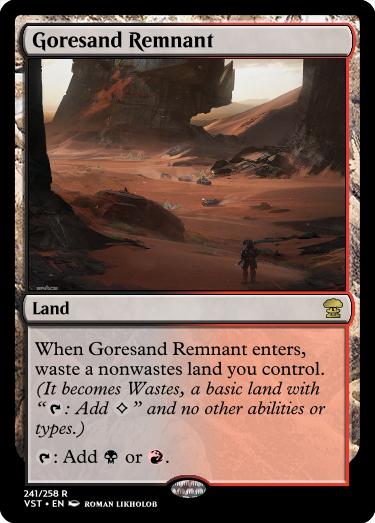 Goresand Remnant
Land
When Goresand Remnant enters,
waste a nonwastes land you control.
(It becomes Wastes, a basic land with
“ : Add ” and no other abilities or
types.)
: Add or .
241/258 R
VST • EN ROMAN LIKHOLOB